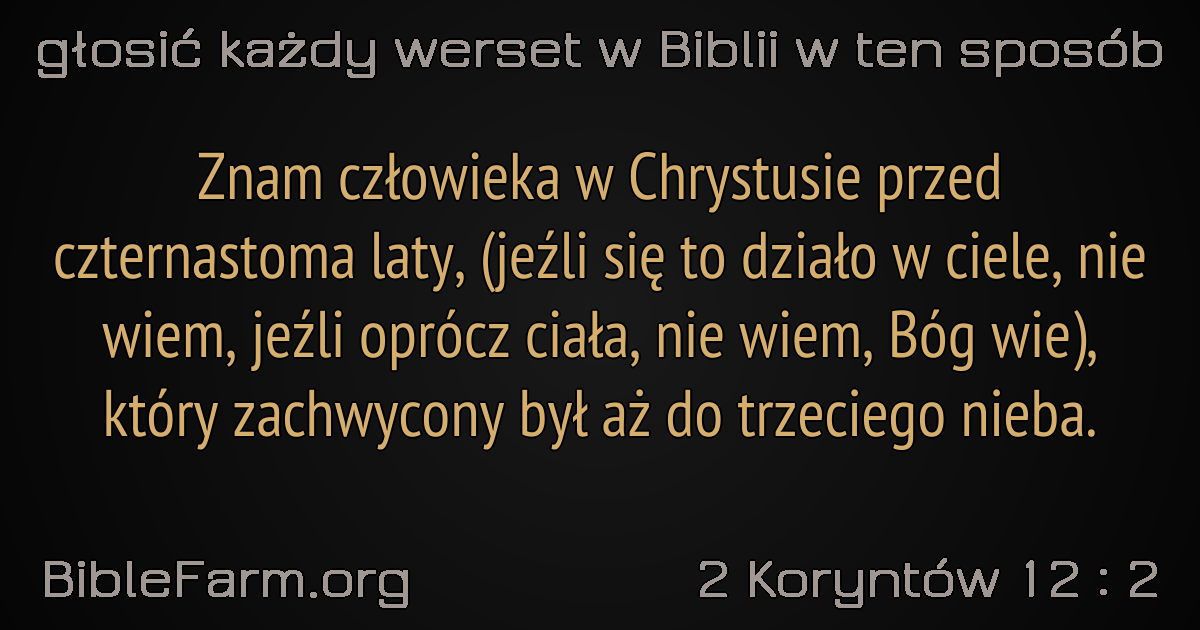 głosić każdy werset w Biblii w ten sposób
Znam człowieka w Chrystusie przed
czternastoma laty, (jeźli się to działo w ciele, nie
wiem, jeźli oprócz ciała, nie wiem, Bóg wie),
który zachwycony był aż do trzeciego nieba.
BibleFarm.org
2 Koryntów 12 : 2